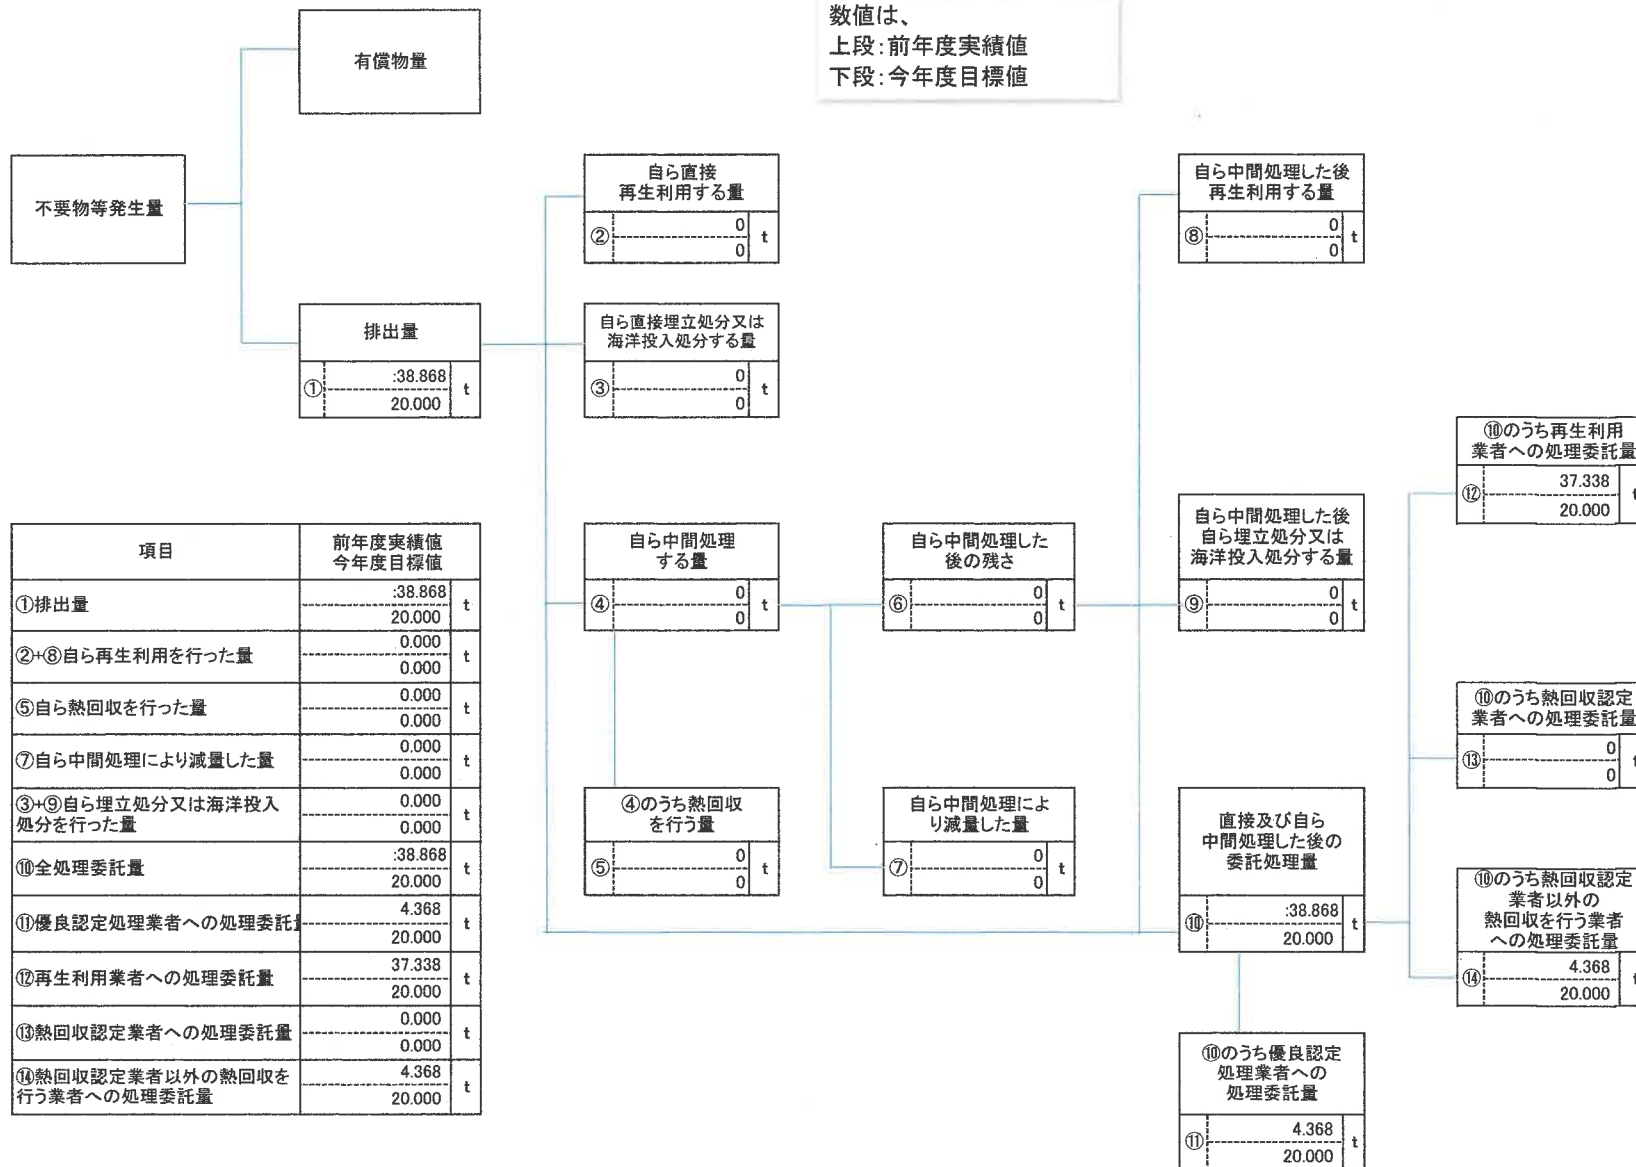 数値は、
上段:前年度実績値
下段:今年度目標値
有償物量
不要物等発生量
排出量
①
:38.868
20.000
t
自ら直接
再生利用する量
②
0
0
t
自ら直接埋立処分又は
海洋投入処分する量
③
0
0
t
自ら中間処理
する量
④
0
0
t
④のうち熱回収
を行う量
⑤
0
0
t
自ら中間処理した
後の残さ
⑥
0
0
t
自ら中間処理によ
り減量した量
⑦
0
0
t
自ら中間処理した後
再生利用する量
⑧
0
0
t
自ら中間処理した後
自ら埋立処分又は
海洋投入処分する量
⑨
0
0
t
直接及び自ら
中間処理した後の
委託処理量
⑩
:38.868
20.000
t
⑩のうち優良認定
処理業者への
処理委託量
⑪
4.368
20.000
t
⑩のうち再生利用
業者への処理委託量
⑫
37.338
20.000
t
⑩のうち熱回収認定
業者への処理委託量
⑬
0
0
t
⑩のうち熱回収認定
業者以外の
熱回収を行う業者
への処理委託量
⑭
4.368
20.000
t
項目
前年度実績値
今年度目標値
①排出量
:38.868
20.000
t
②+⑧自ら再生利用を行った量
0.000
0.000
t
⑤自ら熱回収を行った量
0.000
0.000
t
⑦自ら中間処理により減量した量
0.000
0.000
t
③+⑨自ら埋立処分又は海洋投入
処分を行った量
0.000
0.000
t
⑩全処理委託量
:38.868
20.000
t
⑪優良認定処理業者への処理委託
4.368
20.000
t
⑫再生利用業者への処理委託量
37.338
20.000
t
⑬熱回収認定業者への処理委託量
0.000
0.000
t
⑭熱回収認定業者以外の熱回収を
行う業者への処理委託量
4.368
20.000
t